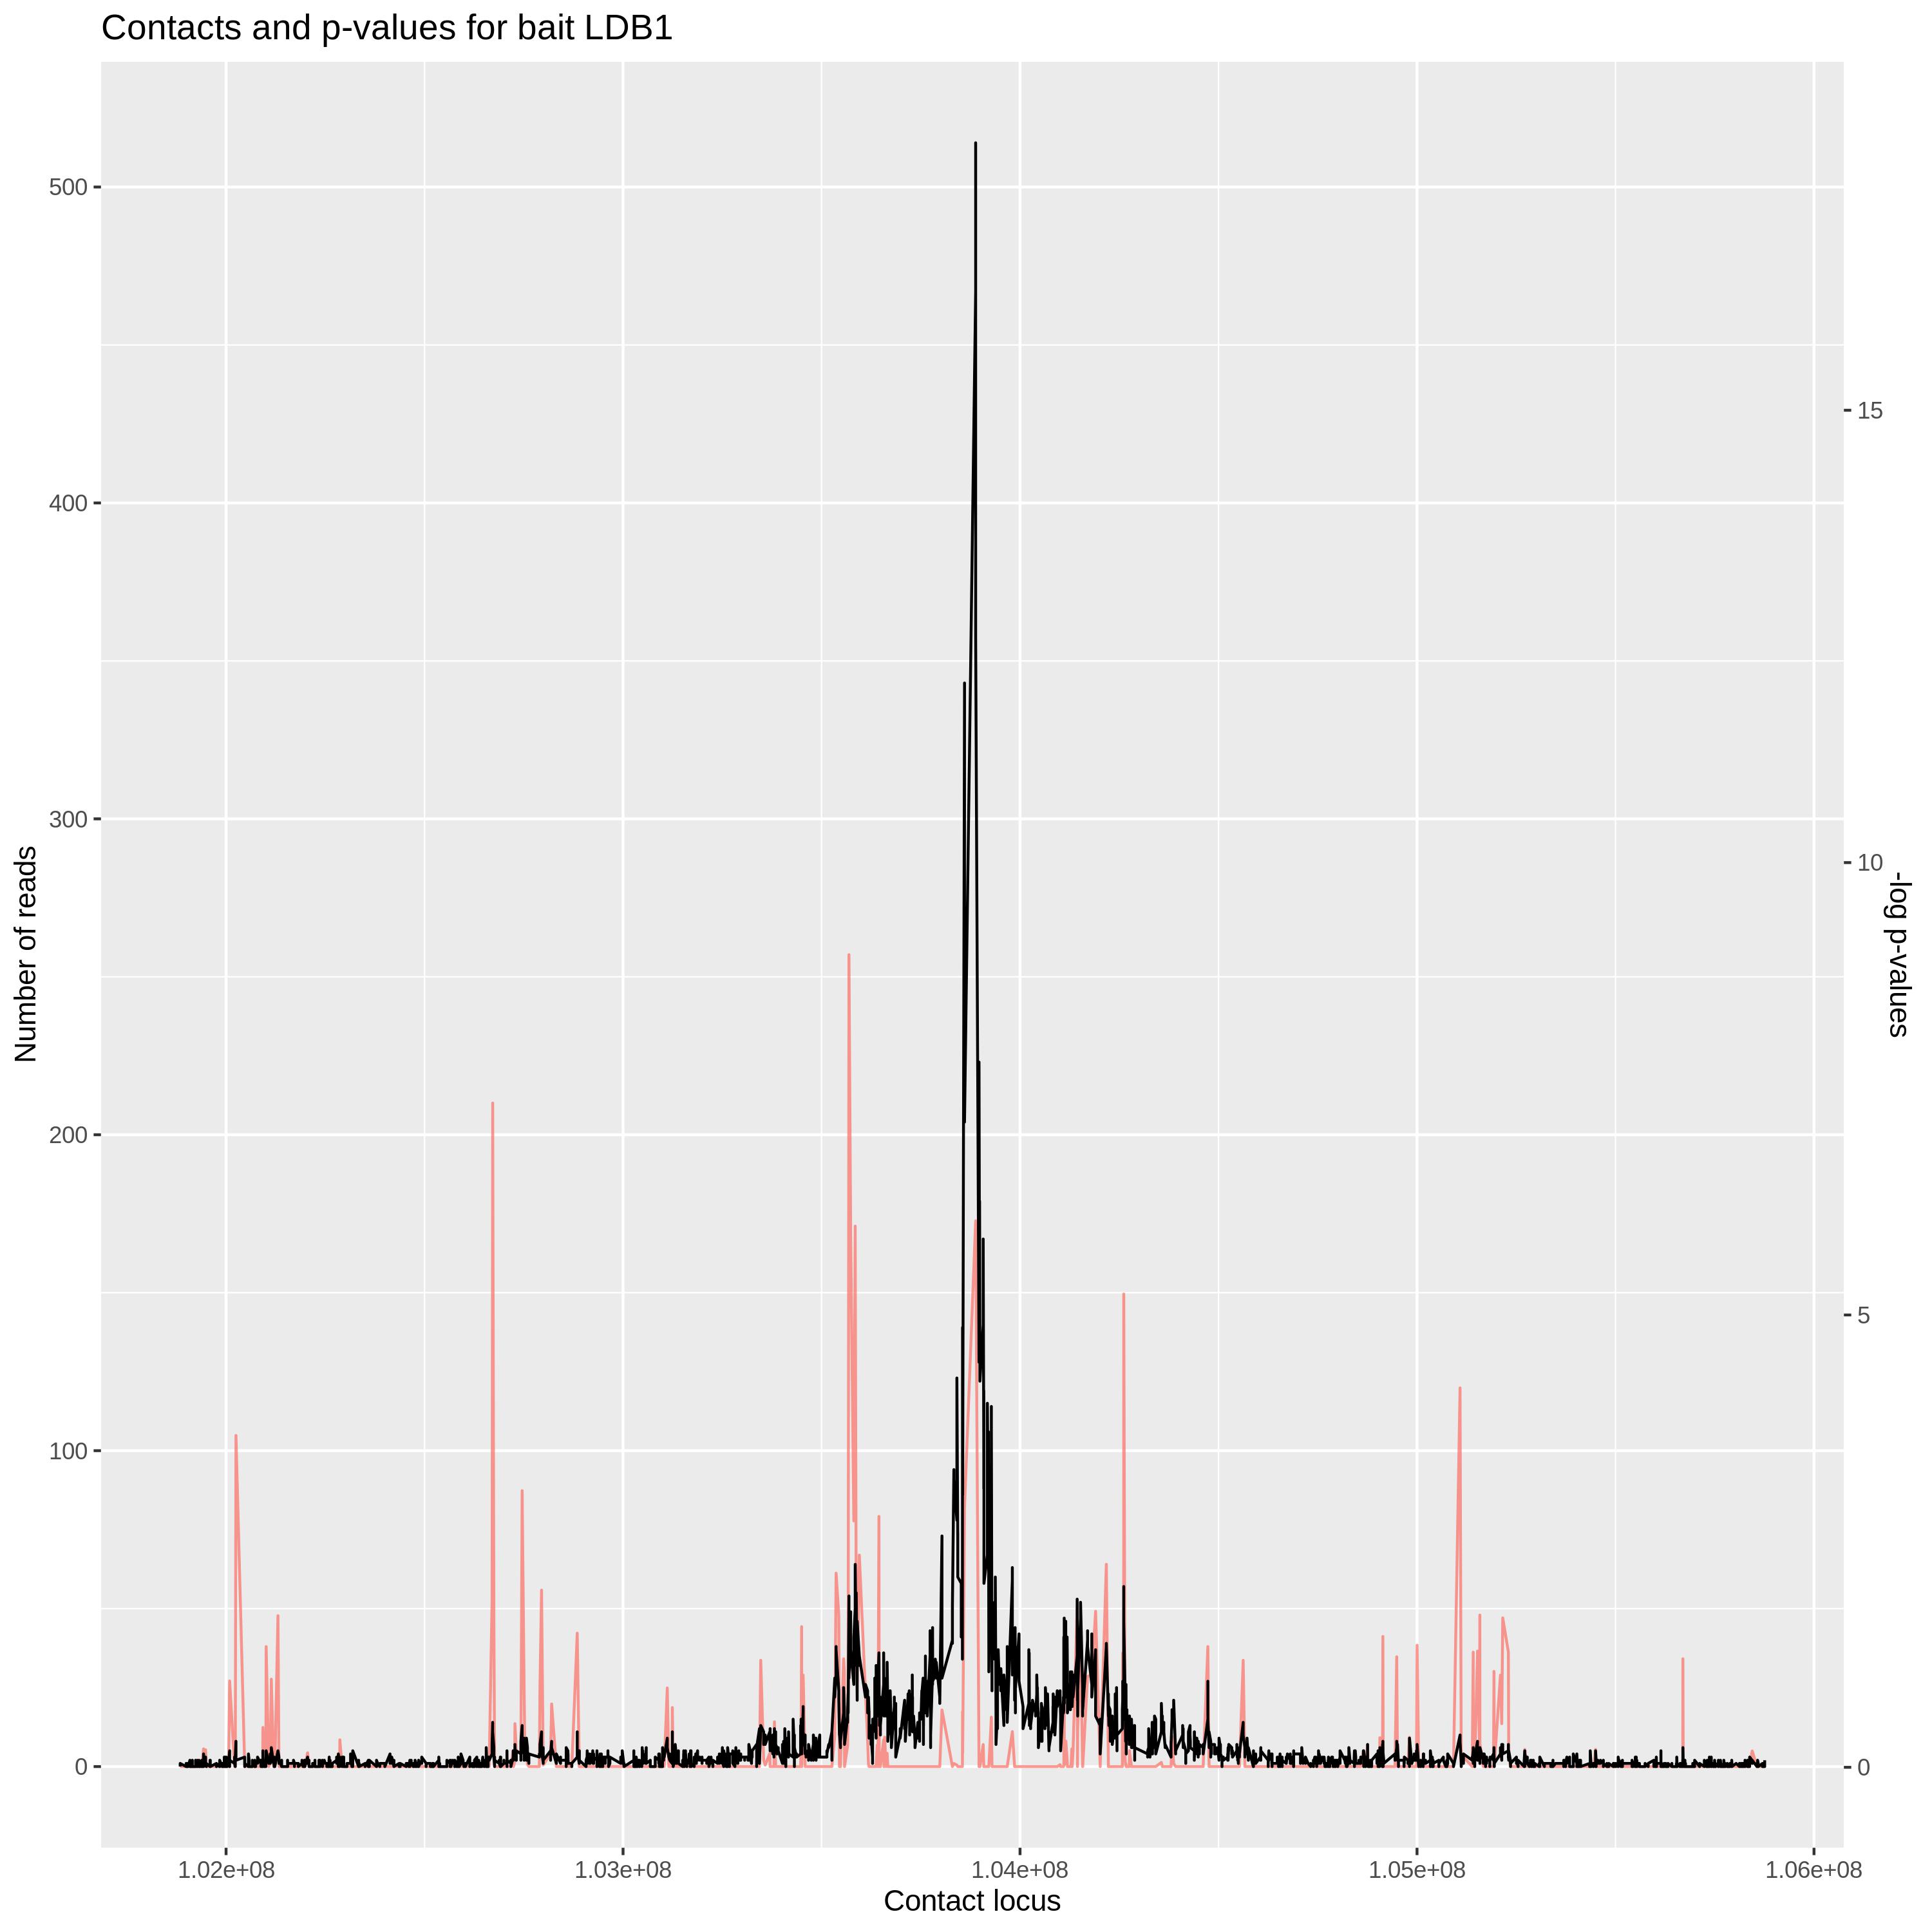 Contacts and p-values for bait LDB1
500
400
300
200
100
0
Number of reads
15
10
5
0
-log p-values
1.02e+08
1.03e+08
1.04e+08
1.05e+08
1.06e+08
Contact locus